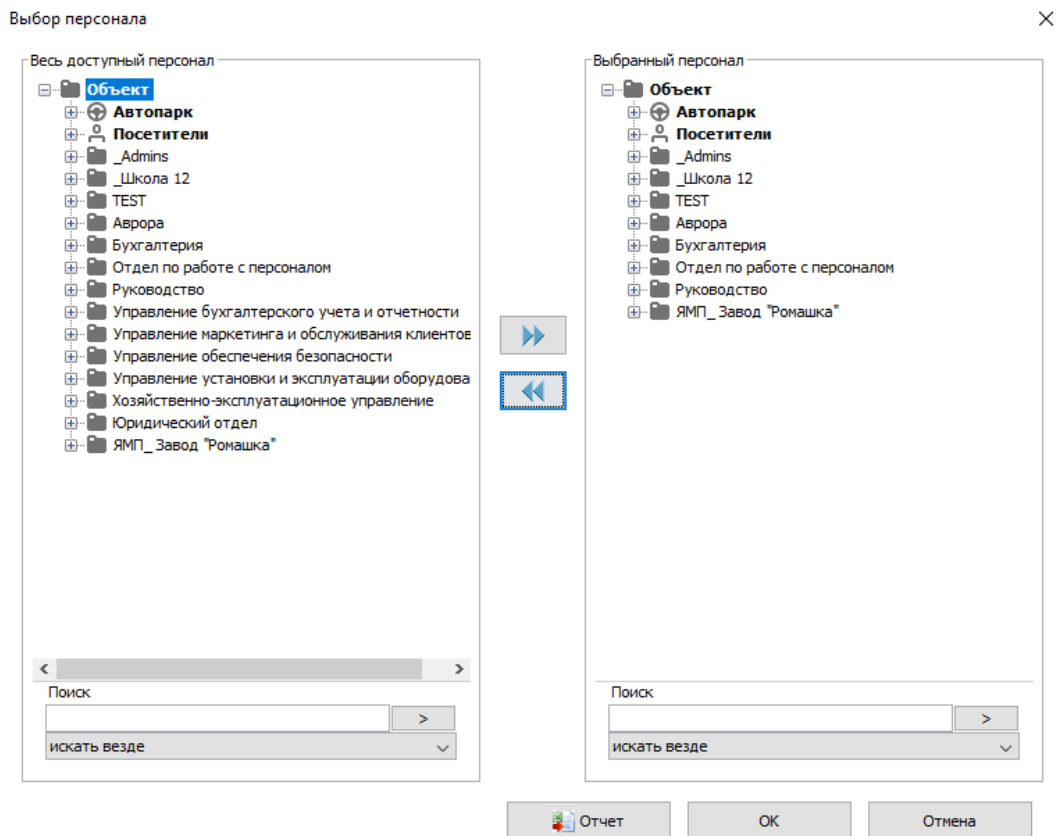 Выбор персонала
Весь доступный персонал
Объект
Автопарк
Посетители
_Admins
_Школа 12
TEST
Аврора
Бухгалтерия
Отдел по работе с персоналом
Руководство
Управление бухгалтерского учета и отчетности
Управление маркетинга и обслуживания клиентов
Управление обеспечения безопасности
Управление установки и эксплуатации оборудова
Хозяйственно-эксплуатационное управление
Юридический отдел
ЯМП_ Завод "Ромашка"
Поиск
>
искать везде
Выбранный персонал
Объект
Автопарк
Посетители
_Admins
_Школа 12
TEST
Аврора
Бухгалтерия
Отдел по работе с персоналом
Руководство
ЯМП_ Завод "Ромашка"
Поиск
>
искать везде
Отчет
OK
Отмена